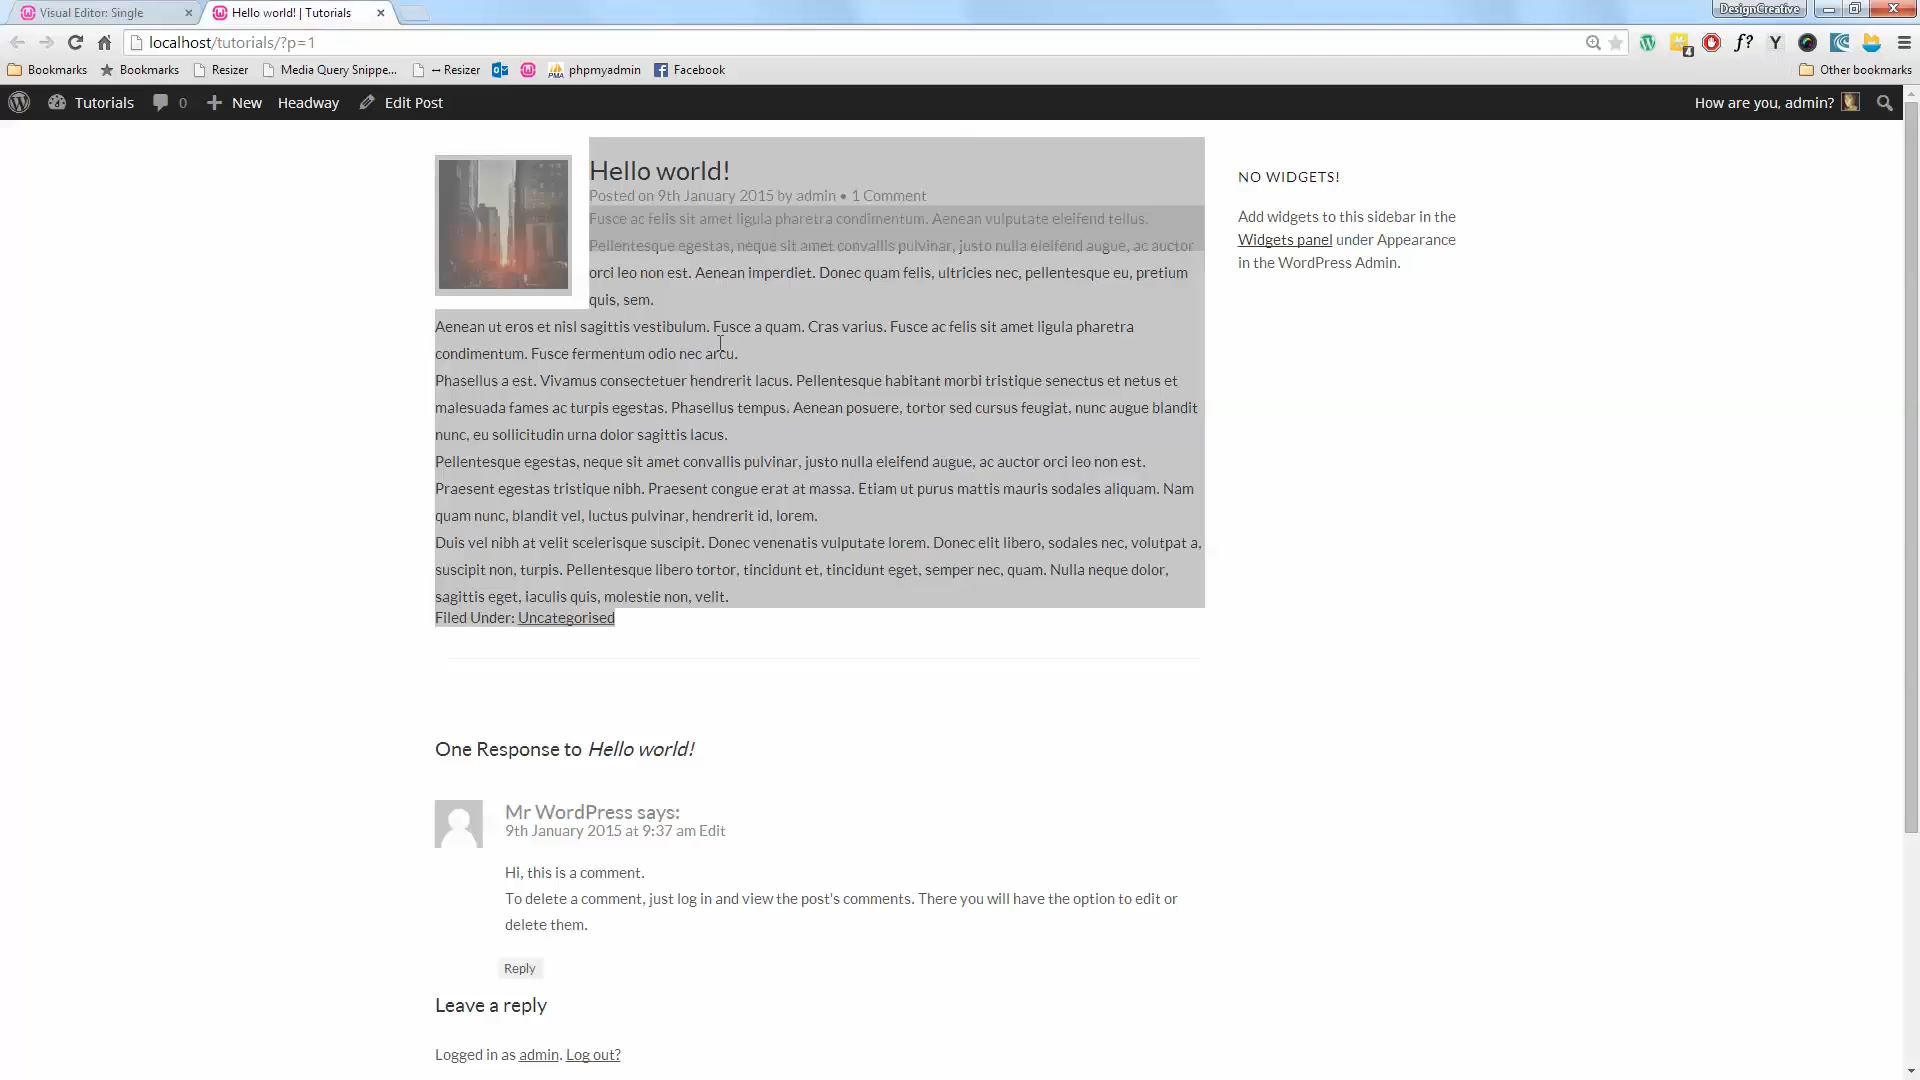 Visual Editor: Single
Hello world! | Tutorials
DesignCreative
localhost/tutorials/?p=1
4
f?
Y
Bookmarks
Bookmarks
Resizer
Media Query Snippe...
↔ Resizer
PMA
phpmyadmin
Facebook
Other bookmarks
Tutorials
0
New
Headway
Edit Post
How are you, admin?
Hello world!
Posted on 9th January 2015 by admin • 1 Comment
Fusce ac felis sit amet ligula pharetra condimentum. Aenean vulputate eleifend tellus.
Pellentesque egestas, neque sit amet convallis pulvinar, justo nulla eleifend augue, ac auctor
orci leo non est. Aenean imperdiet. Donec quam felis, ultricies nec, pellentesque eu, pretium
quis, sem.
Aenean ut eros et nisl sagittis vestibulum. Fusce a quam. Cras varius. Fusce ac felis sit amet ligula pharetra
condimentum. Fusce fermentum odio nec arcu.
Phasellus a est. Vivamus consectetuer hendrerit lacus. Pellentesque habitant morbi tristique senectus et netus et
malesuada fames ac turpis egestas. Phasellus tempus. Aenean posuere, tortor sed cursus feugiat, nunc augue blandit
nunc, eu sollicitudin urna dolor sagittis lacus.
Pellentesque egestas, neque sit amet convallis pulvinar, justo nulla eleifend augue, ac auctor orci leo non est.
Praesent egestas tristique nibh. Praesent congue erat at massa. Etiam ut purus mattis mauris sodales aliquam. Nam
quam nunc, blandit vel, luctus pulvinar, hendrerit id, lorem.
Duis vel nibh at velit scelerisque suscipit. Donec venenatis vulputate lorem. Donec elit libero, sodales nec, volutpat a,
suscipit non, turpis. Pellentesque libero tortor, tincidunt et, tincidunt eget, semper nec, quam. Nulla neque dolor,
sagittis eget, iaculis quis, molestie non, velit.
Filed Under: Uncategorised
NO WIDGETS!
Add widgets to this sidebar in the
Widgets panel under Appearance
in the WordPress Admin.
One Response to Hello world!
Mr WordPress says:
9th January 2015 at 9:37 am Edit
Hi, this is a comment.
To delete a comment, just log in and view the post's comments. There you will have the option to edit or
delete them.
Reply
Leave a reply
Logged in as admin. Log out?